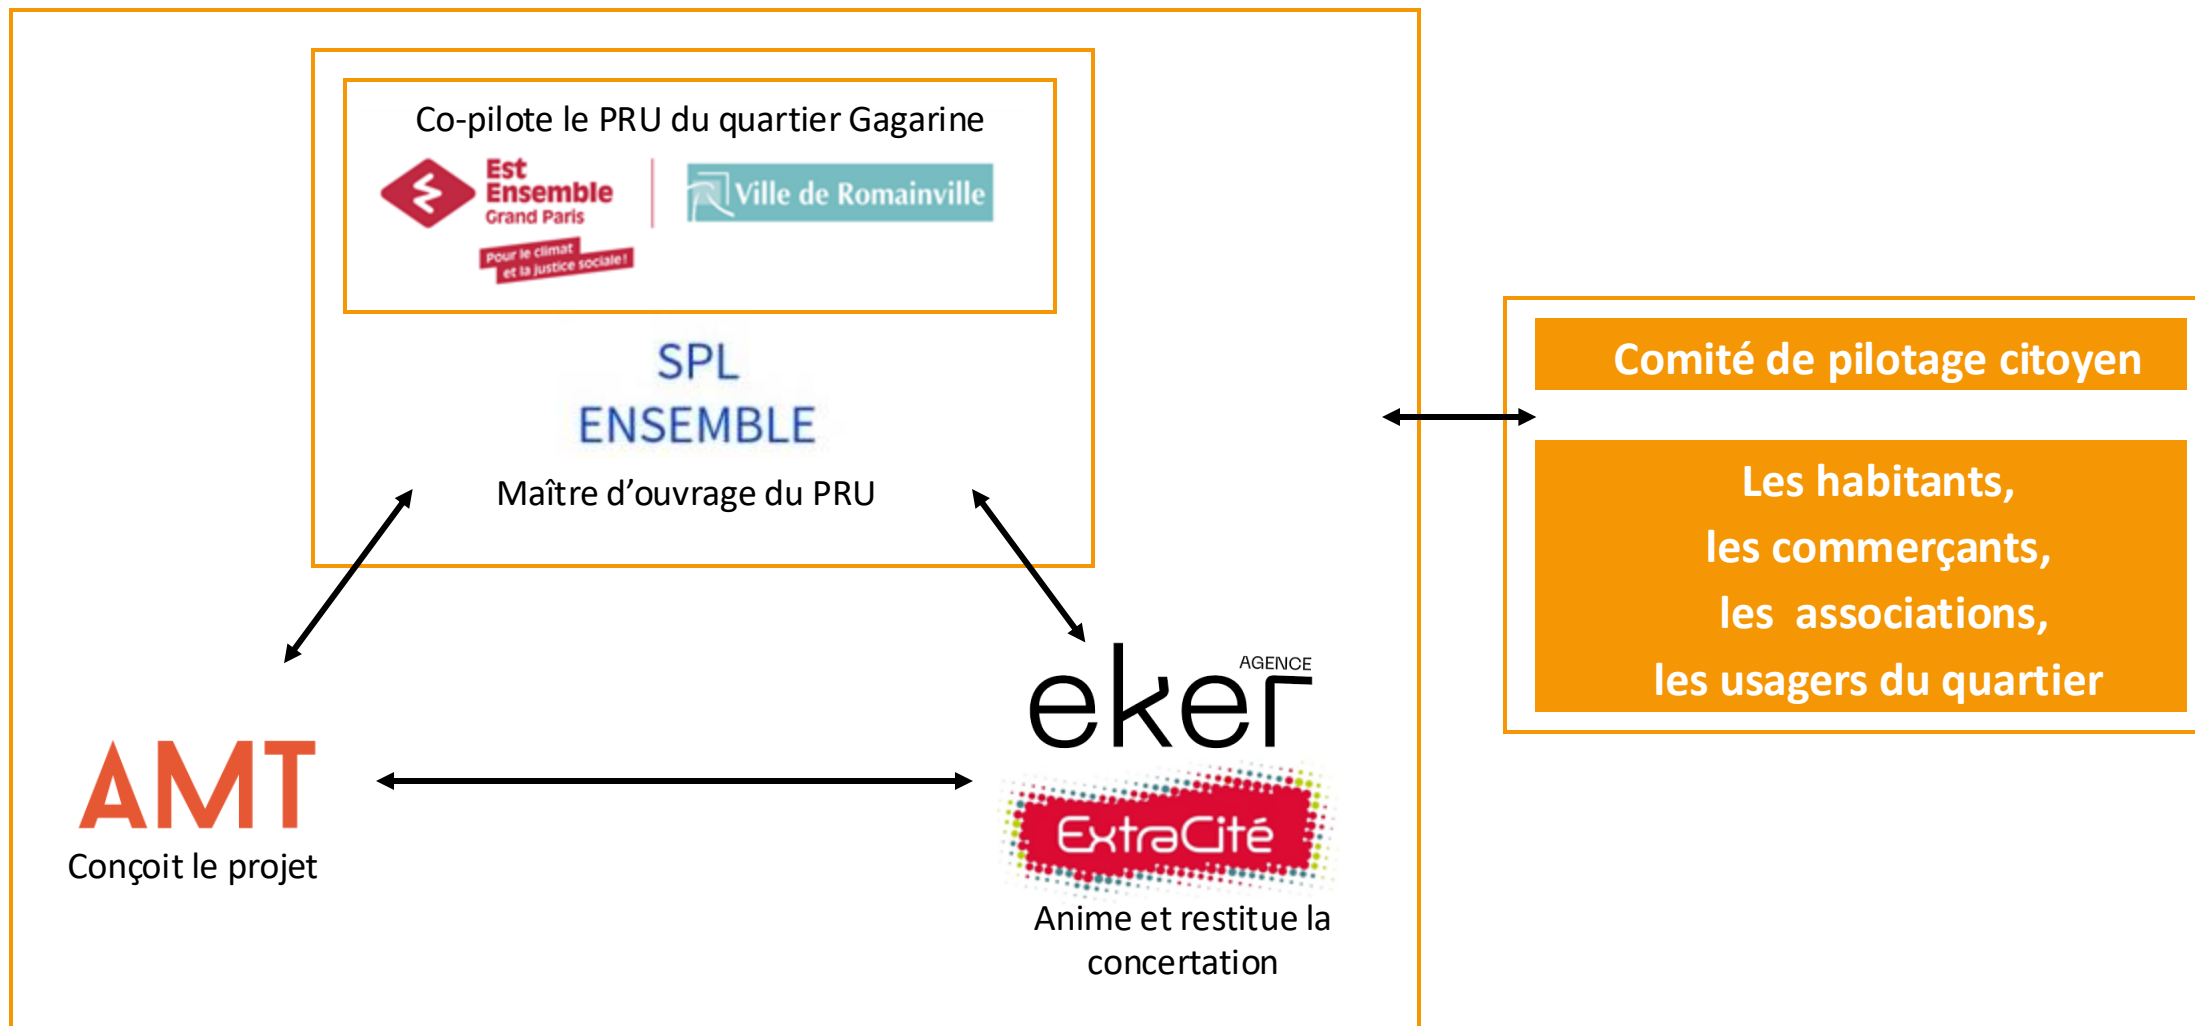 Co-pilote le PRU du quartier Gagarine
Est
Ensemble
Grand Paris
Pour le climat
et la justice sociale !
Ville de Romainville
SPL
ENSEMBLE
Maître d’ouvrage du PRU
AMT
Conçoit le projet
AGENCE
eker
ExtraCité
Anime et restitue la
concertation
Comité de pilotage citoyen
Les habitants,
les commerçants,
les  associations,
les usagers du quartier